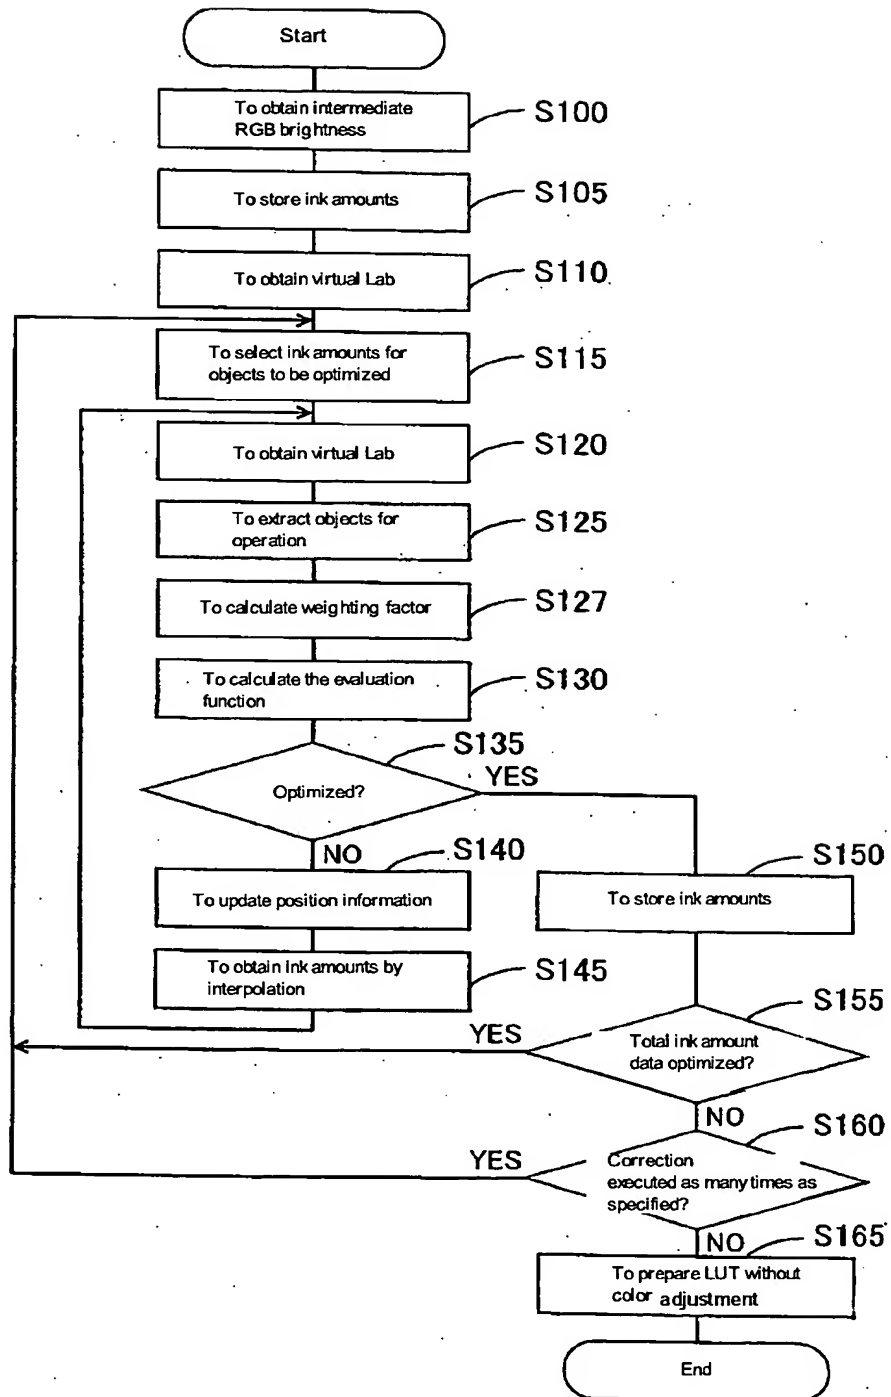 Start
To obtain intermediate
RGB brightness
S100
To store ink amounts
S105
To obtain virtual Lab
S110
To select ink amounts for
objects to be optimized
S115
To obtain virtual Lab
S120
To extract objects for
operation
S125
To calculate weighting factor
S127
To calculate the evaluation
function
S130
S135
Optimized?
YES
NO
S140
To update position information
S150
To store ink amounts
To obtain ink amounts by
interpolation
S145
S155
Total ink amount
data optimized?
YES
NO
S160
Correction
executed as many times as
specified?
YES
NO
S165
To prepare LUT without
color adjustment
End